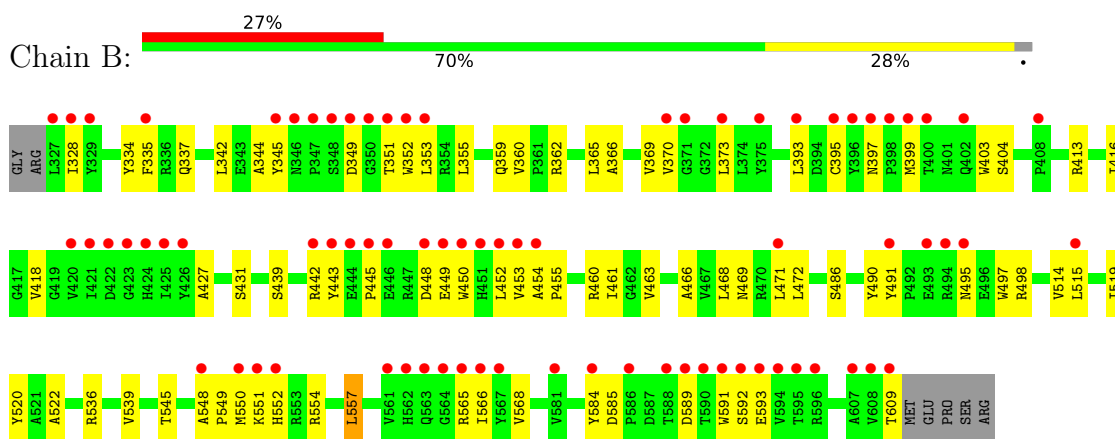 27%
Chain B:
70% 28% •
GLY ARG L327 I328 Y329 Y334 F335 R336 Q337 L342 E343 A344 Y345 N346 P347 S348 D349 G350 T351 W352 L353 R354 L355 Q359 V360 P361 R362 L365 A366 V369 V370 G371 G372 L373 L374 Y375 L393 D394 C395 Y396 N397 P398 M399 T400 N401 Q402 W403 S404 P408 R413 I416
G417 V418 G419 V420 I421 D422 G423 H424 I425 Y426 A427 S431 S439 R442 Y443 E444 P445 E446 R447 D448 E449 W450 H451 L452 V453 A454 P455 R460 I461 G462 V463 A466 V467 L468 N469 R470 L471 L472 S486 Y490 Y491 P492 E493 R494 N495 E496 W497 R498 V514 L515 I519
Y520 A521 A522 R536 V539 T545 A548 P549 M550 K551 H552 R553 R554 L557 V561 H562 Q563 G564 R565 I566 Y567 V568 V581 Y584 D585 P586 D587 T588 D589 T590 W591 S592 E593 V594 T595 R596 A607 V608 T609 MET GLU PRO SER ARG